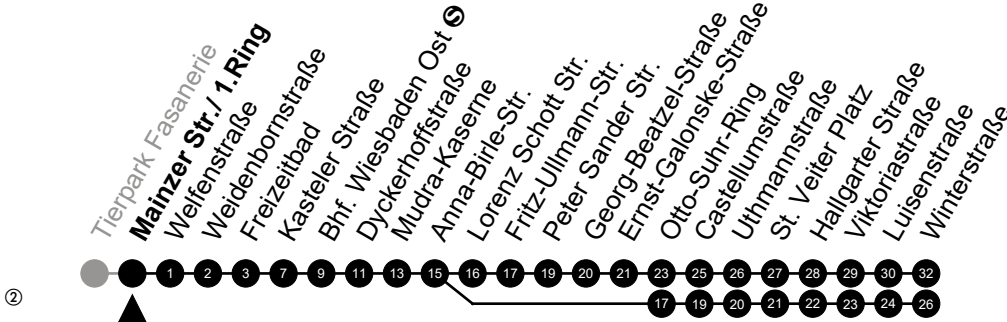 Tierpark Fasanerie
Mainzer Str./ 1.Ring
Welfenstraße
Weidenbornstraße
Freizeitbad
Kasteler Straße
Bhf. Wiesbaden Ost Ⓢ
Dyckerhoffstraße
Mudra-Kaserne
Anna-Birle-Str.
Lorenz Schott Str.
Fritz-Ullmann-Str.
Peter Sander Str.
Georg-Beatzel-Straße
Ernst-Galonske-Straße
Otto-Suhr-Ring
Castellumstraße
Uthmannstraße
St. Veiter Platz
Hallgarter Straße
Viktoriastraße
Luisenstraße
Winterstraße
1 2 3 7 9 11 13 15 16 17 19 20 21 23 25 26 27 28 29 30 32
② 17 19 20 21 22 23 24 26